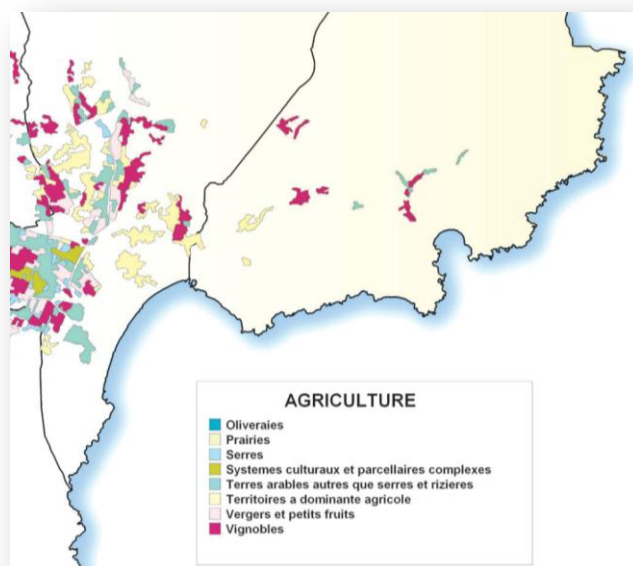 AGRICULTURE
Oliveraies
Prairies
Serres
Systemes culturaux et parcellaires complexes
Terres arables autres que serres et rizieres
Territoires a dominante agricole
Vergers et petits fruits
Vignobles